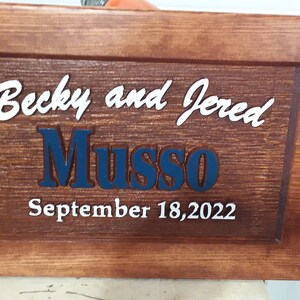 Becky and Jered
Musso
September 18,2022